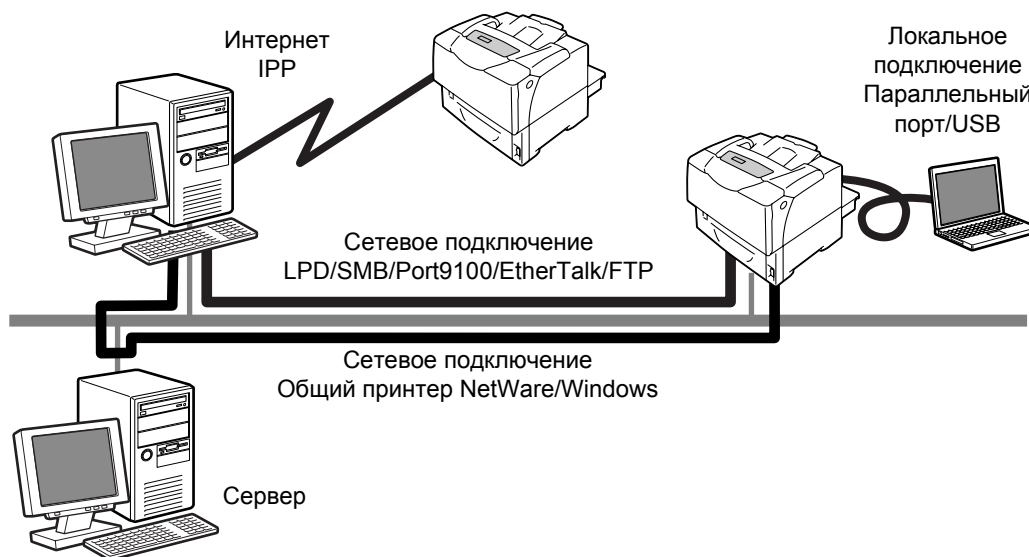 Интернет
IPP
Локальное
подключение
Параллельный
порт/USB
Сетевое подключение
LPD/SMB/Port9100/EtherTalk/FTP
Сетевое подключение
Общий принтер NetWare/Windows
Сервер